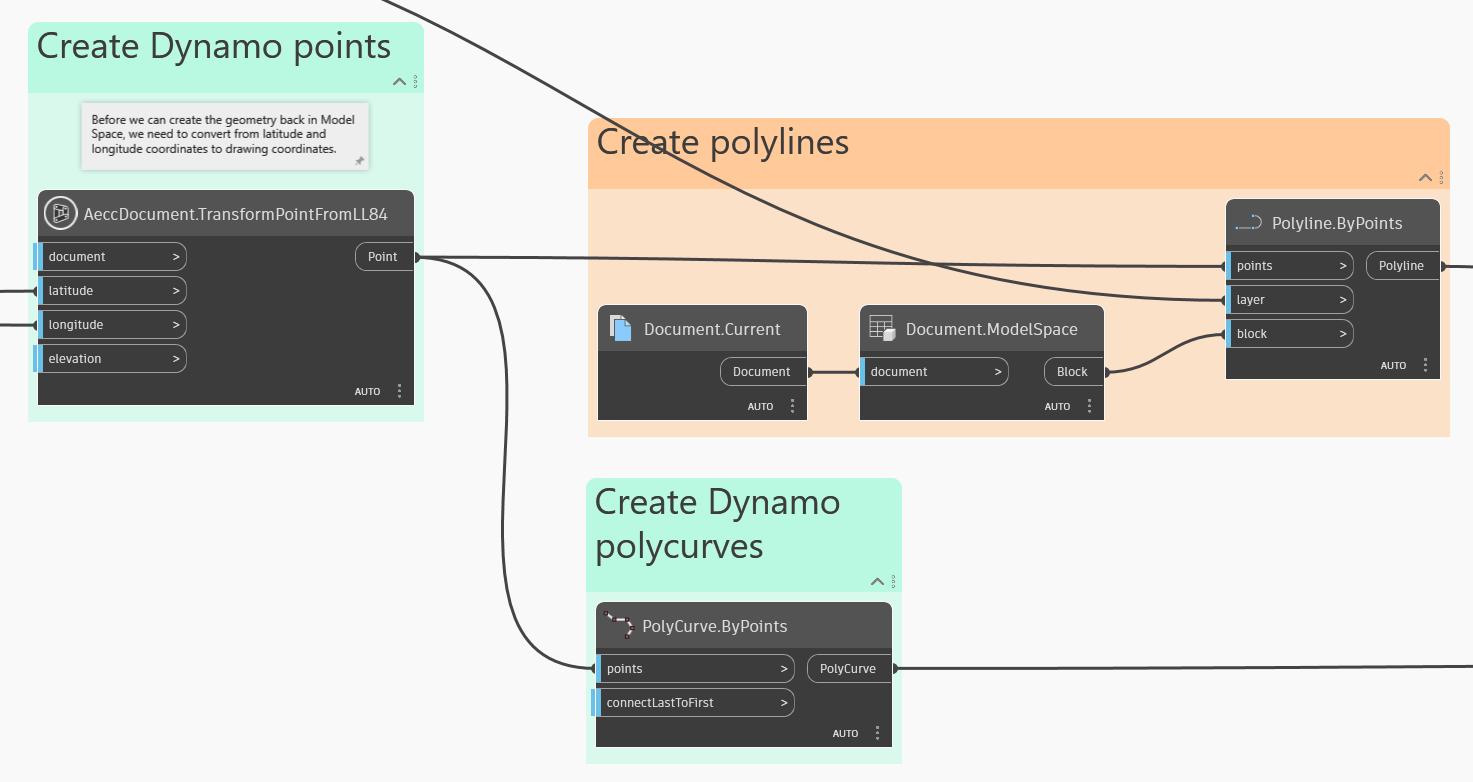 Create Dynamo points
Before we can create the geometry back in Model
Space, we need to convert from latitude and
longitude coordinates to drawing coordinates.
AeccDocument.TransformPointFromLL84
document >
Point
latitude >
longitude >
elevation >
AUTO
Create polylines
Document.Current
Document
AUTO
Document.ModelSpace
document >
Block
AUTO
Polyline.ByPoints
points >
Polyline
layer >
block >
AUTO
Create Dynamo
polycurves
PolyCurve.ByPoints
points >
PolyCurve
connectLastToFirst >
AUTO